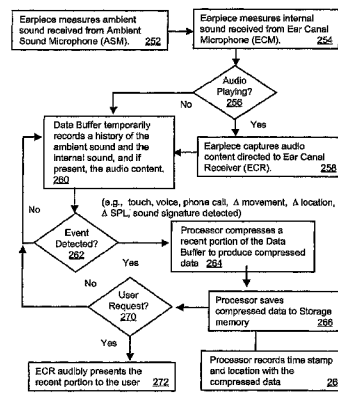 Earpiece measures ambient
sound received from Ambient
Sound Microphone (ASM).
252
Earpiece measures internal
sound received from Ear Canal
Microphone (ECM).
254
Audio
Playing?
256
No
Yes
Data Buffer temporarily
records a history of the
ambient sound and the
internal sound, and if
present, the audio content.
260
Earpiece captures audio
content directed to Ear Canal
Receiver (ECR).
258
(e.g., touch, voice, phone call, Δ movement, Δ location,
Δ SPL, sound signature detected)
No
Event
Detected?
262
Yes
Processor compresses a
recent portion of the Data
Buffer to produce compressed
data
264
No
User
Request?
270
Processor saves
compressed data to Storage
memory
266
Yes
ECR audibly presents the
recent portion to the user
272
Processor records time stamp
and location with the
compressed data